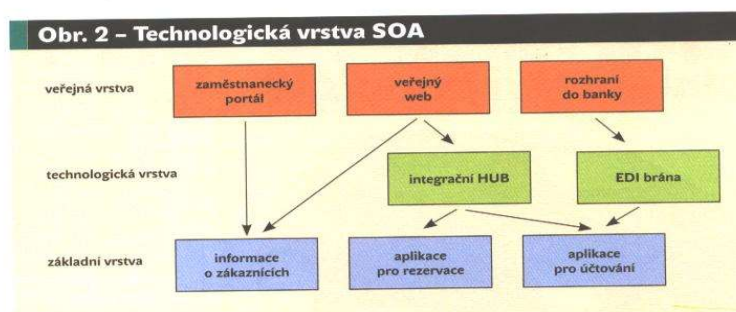 Obr. 2 – Technologická vrstva SOA
veřejná vrstva
zaměstnanecký
portál
veřejný
web
rozhraní
do banky
technologická vrstva
integrační HUB
EDI brána
základní vrstva
informace
o zákaznících
aplikace
pro rezervace
aplikace
pro účtování